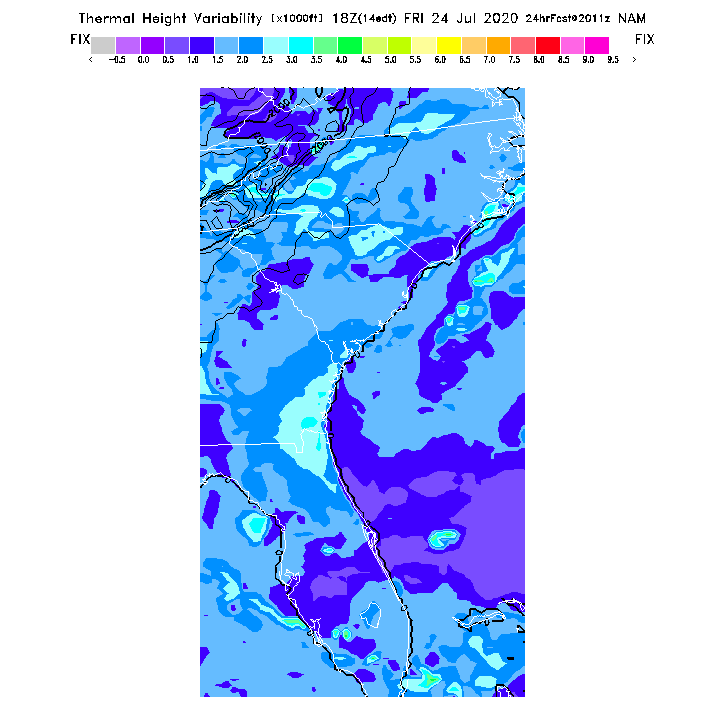 Thermal Height Variability [x1000ft] 18Z(14edt) FRI 24 Jul 2020 24hrFcst@2011z NAM
FIX FIX
< -0.5 0.0 0.5 1.0 1.5 2.0 2.5 3.0 3.5 4.0 4.5 5.0 5.5 6.0 6.5 7.0 7.5 8.0 8.5 9.0 9.5 >